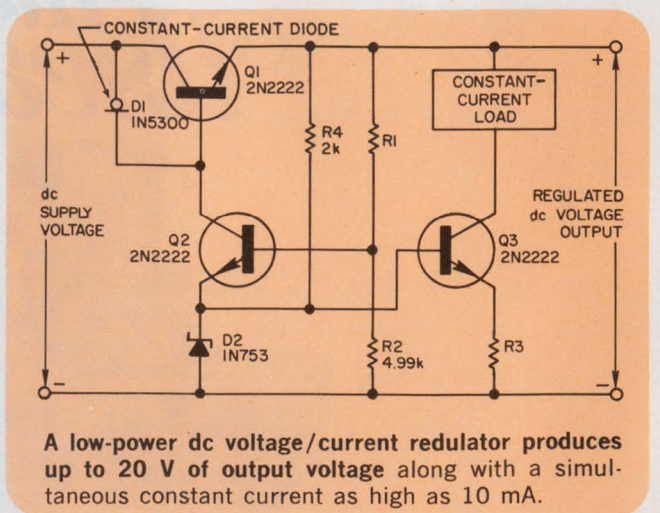 CONSTANT-CURRENT DIODE
+
D1
IN5300
Q1
2N2222
R4
2k
R1
CONSTANT-
CURRENT
LOAD
+
dc
SUPPLY
VOLTAGE
Q2
2N2222
Q3
2N2222
REGULATED
dc VOLTAGE
OUTPUT
D2
IN753
R2
4.99k
R3
−
−
A low-power dc voltage/current redulator produces
up to 20 V of output voltage along with a simul-
taneous constant current as high as 10 mA.